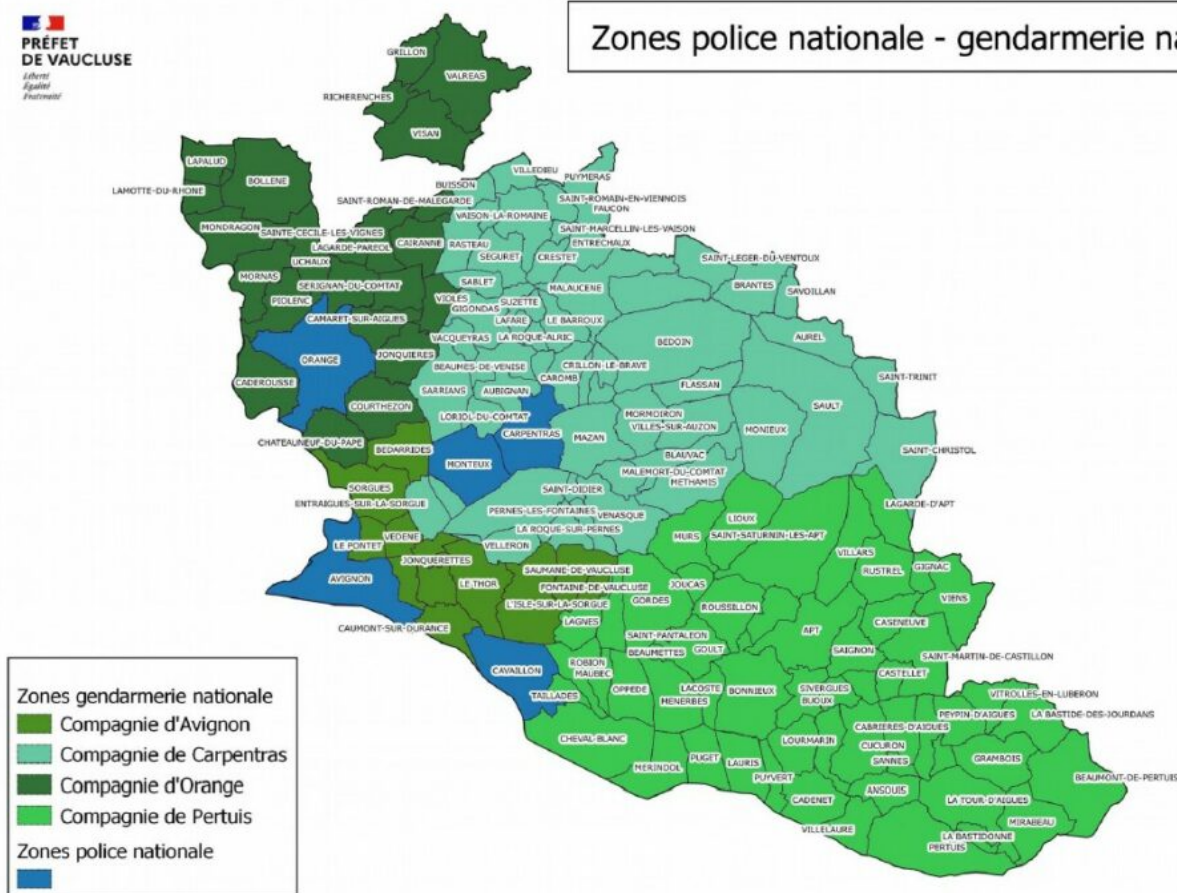 PRÉFET
DE VAUCLUSE
Liberté
Égalité
Fraternité
Zones police nationale - gendarmerie na
GRILLON
VALREAS
RICHERENCHES
VISAN
LAPALUD
BOLLENE
LAMOTTE-DU-RHONE
VILLEDIEU
PUYMERAS
BUISSON
SAINT-ROMAN-DE-MALEGARDE
SAINT-ROMAIN-EN-VIENNOIS
FAUCON
VAISON-LA-ROMAINE
MONDRAGON
SAINTE-CECILE-LES-VIGNES
SAINT-MARCELLIN-LES-VAISON
LAGARDE-PAREOL
CAIRANNE
RASTEAU
ENTRECHAUX
UCHAUX
SEGURET
CRESTET
SAINT-LEGER-DU-VENTOUX
MORNAS
SERIGNAN-DU-COMTAT
SABLET
MALAUCENE
BRANTES
SAVOILLAN
PIOLENC
VIOLES
GIGONDAS
SUZETTE
CAMARET-SUR-AIGUES
LAFARE
LE BARROUX
VACQUEYRAS
LA ROQUE-ALRIC
AUREL
BEDOIN
ORANGE
JONQUIERES
BEAUMES-DE-VENISE
CRILLON-LE-BRAVE
SAINT-TRINIT
CADEROUSSE
CAROMB
FLASSAN
SARRIANS
AUBIGNAN
COURTHEZON
SAULT
LORIOL-DU-COMTAT
MORMOIRON
CARPENTRAS
MAZAN
VILLES-SUR-AUZON
MONIEUX
CHATEAUNEUF-DU-PAPE
BEDARRIDES
SAINT-CHRISTOL
MONTEUX
BLAUVAC
MALEMORT-DU-COMTAT
METHAMIS
SORGUES
SAINT-DIDIER
ENTRAIGUES-SUR-LA-SORGUE
LAGARDE-D'APT
PERNES-LES-FONTAINES
VENASQUE
LIOUX
LA ROQUE-SUR-PERNES
MURS
SAINT-SATURNIN-LES-APT
LE PONTET
VEDENE
VELLERON
VILLARS
JONQUERETTES
SAUMANE-DE-VAUCLUSE
RUSTREL
GIGNAC
AVIGNON
LE THOR
FONTAINE-DE-VAUCLUSE
JOUCAS
VIENS
L'ISLE-SUR-LA-SORGUE
GORDES
ROUSSILLON
LAGNES
CASENEUVE
CAUMONT-SUR-DURANCE
SAINT-PANTALEON
APT
BEAUMETTES
GOULT
SAIGNON
SAINT-MARTIN-DE-CASTILLON
CAVAILLON
ROBION
MAUBEC
CASTELLET
TAILLADES
OPPEDE
LACOSTE
MENERBES
BONNIEUX
SIVERGUES
BUOUX
VITROLLES-EN-LUBERON
PEYPIN-D'AIGUES
LA BASTIDE-DES-JOURDANS
CABRIERES-D'AIGUES
CHEVAL-BLANC
LOURMARIN
CUCURON
SANNES
GRAMBOIS
MERINDOL
PUGET
LAURIS
PUYVERT
BEAUMONT-DE-PERTUIS
ANSOUIS
CADENET
LA TOUR-D'AIGUES
MIRABEAU
VILLELAURE
LA BASTIDONNE
PERTUIS
Zones gendarmerie nationale
Compagnie d'Avignon
Compagnie de Carpentras
Compagnie d'Orange
Compagnie de Pertuis
Zones police nationale